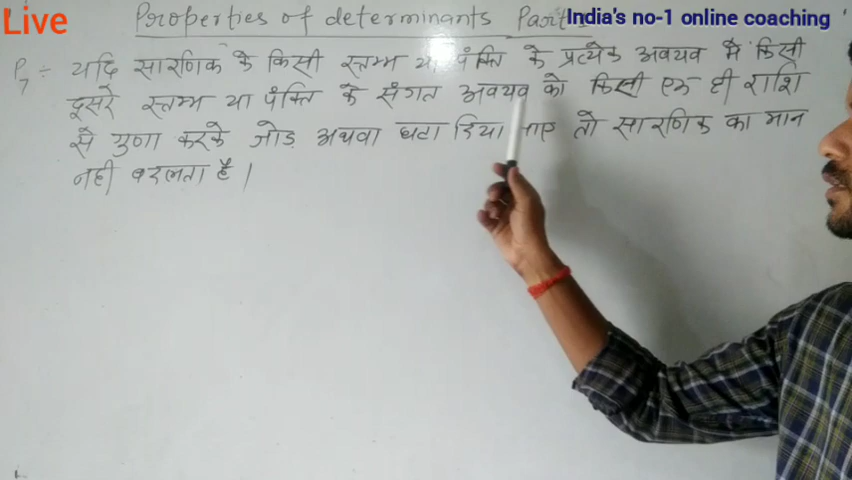 Live
Properties of determinants Part
India's no-1 online coaching
P7 ÷ यदि सारणिक के किसी स्तम्भ या पंक्ति के प्रत्येक अवयव मे किसी
दूसरे स्तम्भ या पंक्ति के संगत अवयव को किसी एक ही राशि
से गुणा करके जोड़ अथवा घटा दिया जाए तो सारणिक का मान
नही बदलता है।